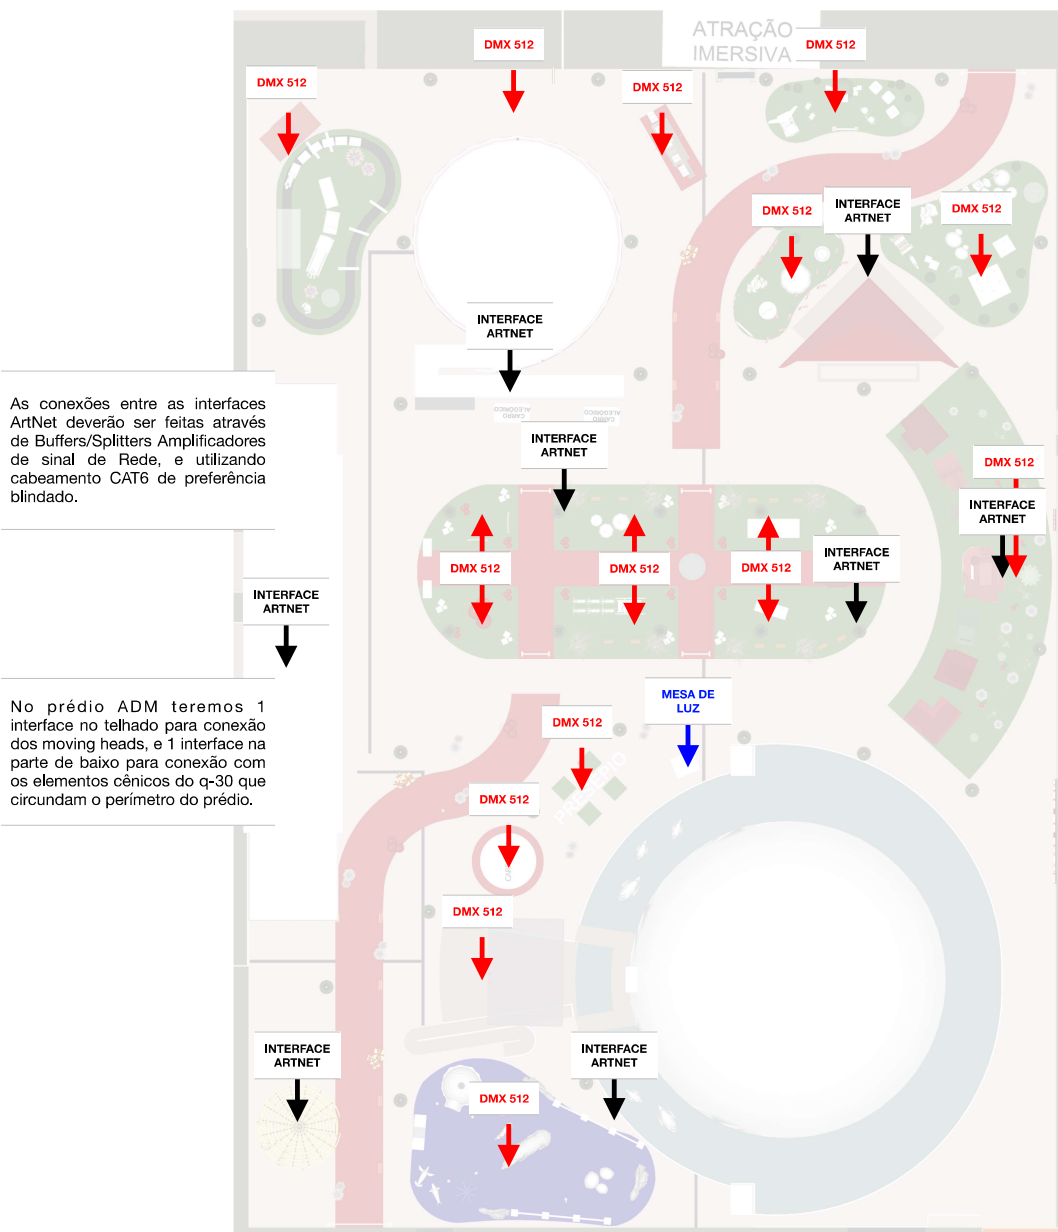 ATRAÇÃO
IMERSIVA
DMX 512
DMX 512
DMX 512
DMX 512
DMX 512
INTERFACE
ARTNET
DMX 512
INTERFACE
ARTNET
CARRO
ALEGÓRICO
CARRO
ALEGÓRICO
As conexões entre as interfaces
ArtNet deverão ser feitas através
de Buffers/Splitters Amplificadores
de sinal de Rede, e utilizando
cabeamento CAT6 de preferência
blindado.
INTERFACE
ARTNET
DMX 512
INTERFACE
ARTNET
DMX 512
DMX 512
DMX 512
INTERFACE
ARTNET
INTERFACE
ARTNET
No prédio ADM teremos 1
interface no telhado para conexão
dos moving heads, e 1 interface na
parte de baixo para conexão com
os elementos cênicos do q-30 que
circundam o perímetro do prédio.
MESA DE
LUZ
DMX 512
PRESÉPIO
DMX 512
DMX 512
INTERFACE
ARTNET
INTERFACE
ARTNET
DMX 512